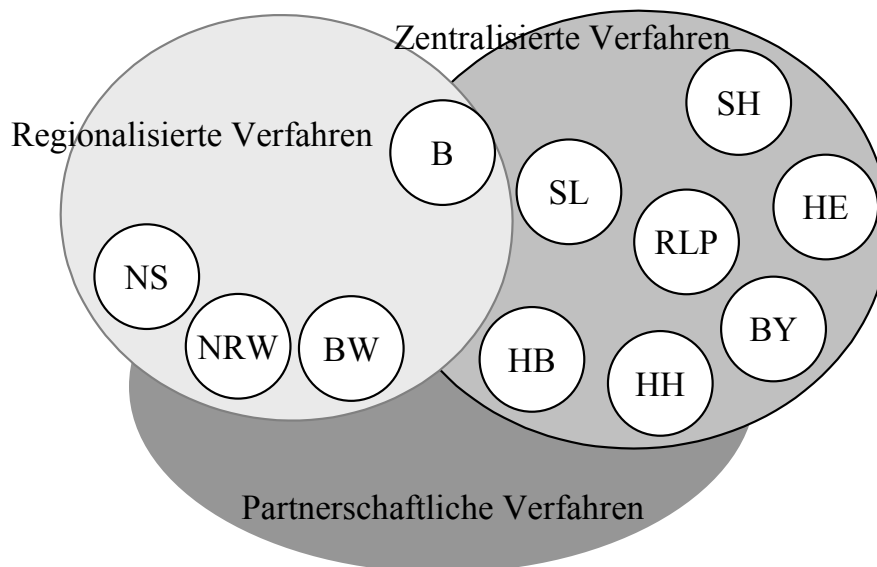 Zentralisierte Verfahren
SH
Regionalisierte Verfahren
B
SL
HE
RLP
NS
BY
NRW
BW
HB
HH
Partnerschaftliche Verfahren